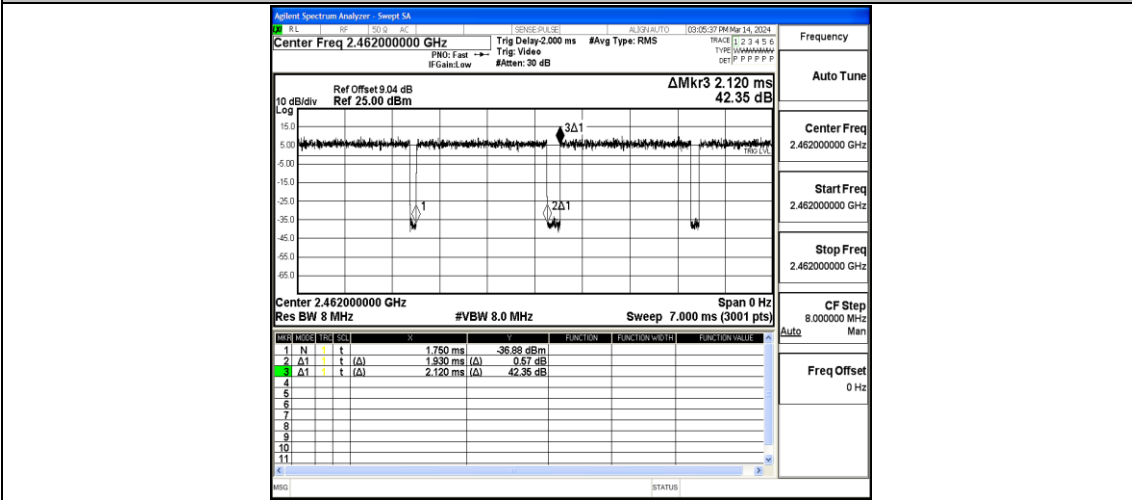 Agilent Spectrum Analyzer - Swept SA
RL RF 50 Ω AC SENSE:PULSE ALIGN AUTO 03:05:37 PM Mar 14, 2024
Center Freq 2.462000000 GHz
PNO: Fast
IFGain:Low
Trig Delay-2.000 ms
Trig: Video
#Atten: 30 dB
#Avg Type: RMS
TRACE 1 2 3 4 5 6
TYPE
DET P P P P P P
Frequency
Auto Tune
Center Freq
2.462000000 GHz
Start Freq
2.462000000 GHz
Stop Freq
2.462000000 GHz
CF Step
8.000000 MHz
Auto Man
Freq Offset
0 Hz
ΔMkr3 2.120 ms
42.35 dB
Ref Offset 9.04 dB
10 dB/div Ref 25.00 dBm
Log
15.0
5.00
-5.00
-15.0
-25.0
-35.0
-45.0
-55.0
-65.0
3Δ1
TRIG LVL
1
2Δ1
Center 2.462000000 GHz Span 0 Hz
Res BW 8 MHz #VBW 8.0 MHz Sweep 7.000 ms (3001 pts)
MKR MODE TRC SCL X Y FUNCTION FUNCTION WIDTH FUNCTION VALUE
1 N 1 t 1.750 ms -36.88 dBm
2 Δ1 1 t (Δ) 1.930 ms (Δ) 0.57 dB
3 Δ1 1 t (Δ) 2.120 ms (Δ) 42.35 dB
4
5
6
7
8
9
10
11
MSG STATUS